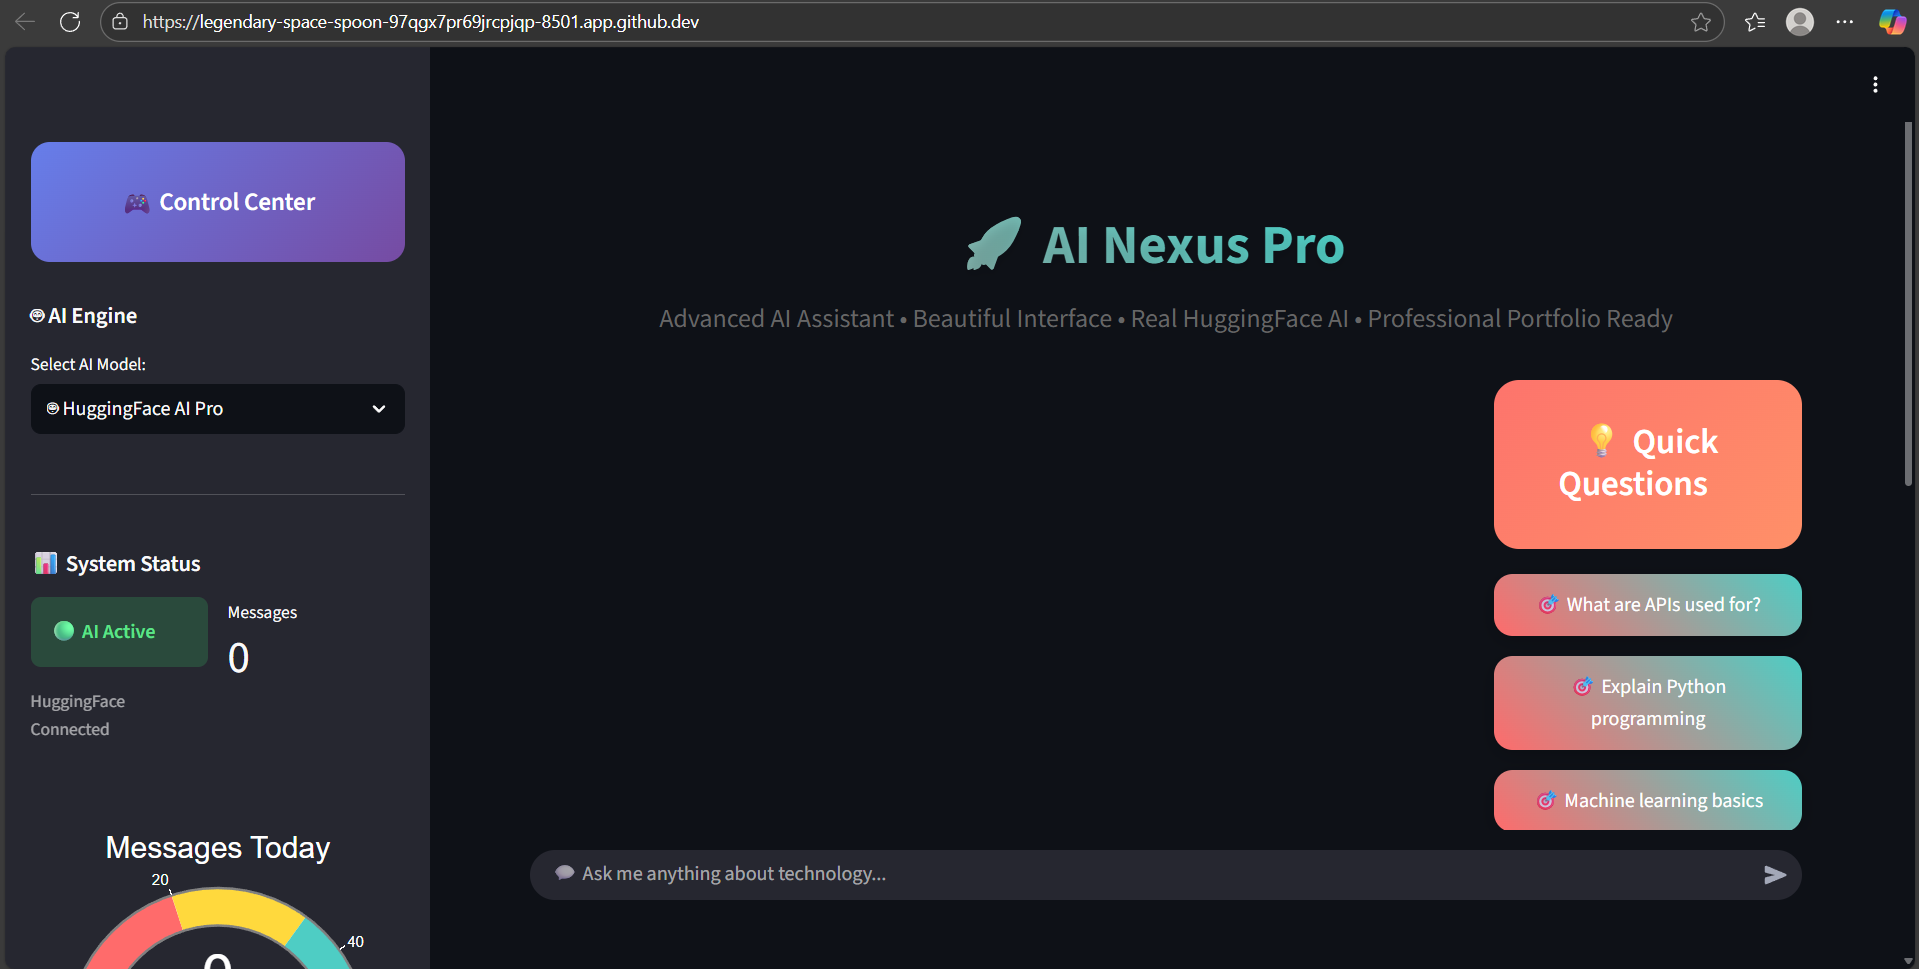 https://legendary-space-spoon-97qgx7pr69jrcpjqp-8501.app.github.dev
🎮 Control Center
🤖 AI Engine
Select AI Model:
🤖 HuggingFace AI Pro
📊 System Status
🟢 AI Active
Messages
0
HuggingFace
Connected
Messages Today
20
40
0
🚀 AI Nexus Pro
Advanced AI Assistant • Beautiful Interface • Real HuggingFace AI • Professional Portfolio Ready
💡 Quick
Questions
🎯 What are APIs used for?
🎯 Explain Python
programming
🎯 Machine learning basics
💬 Ask me anything about technology...